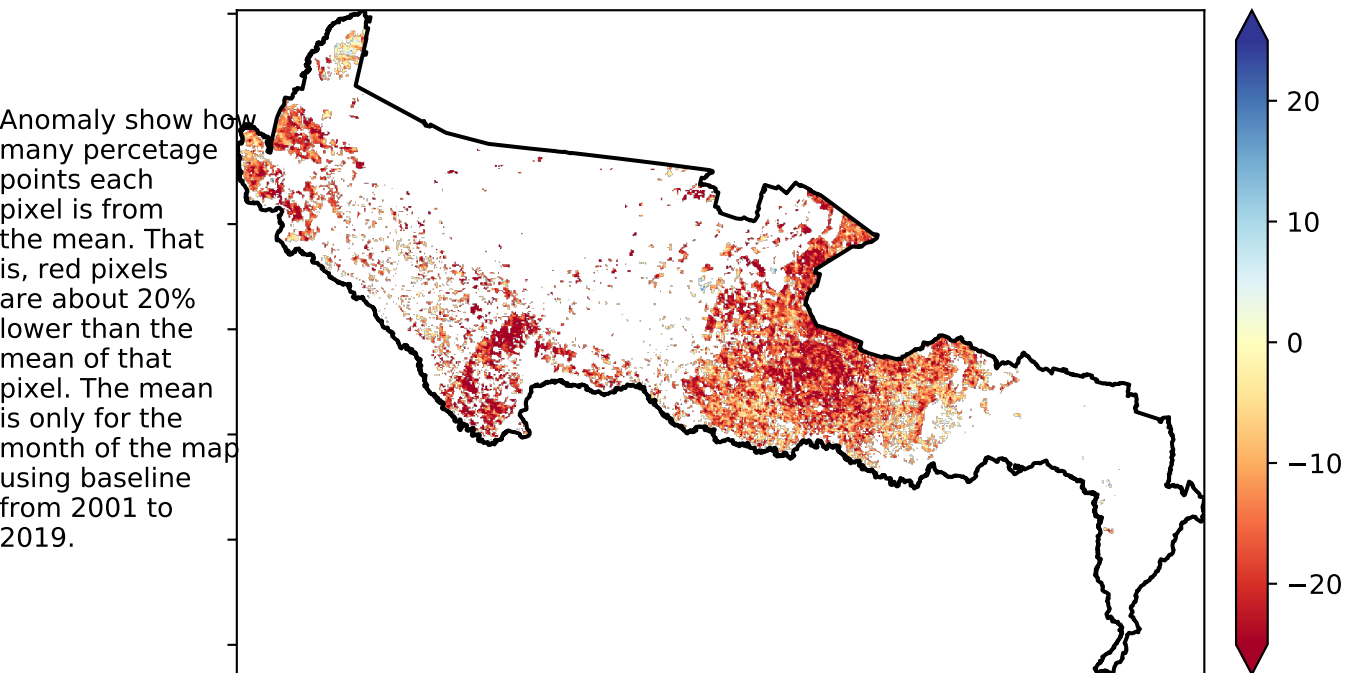 Anomaly show how
many percetage
points each
pixel is from
the mean. That
is, red pixels
are about 20%
lower than the
mean of that
pixel. The mean
is only for the
month of the map
using baseline
from 2001 to
2019.
20
10
0
−10
−20